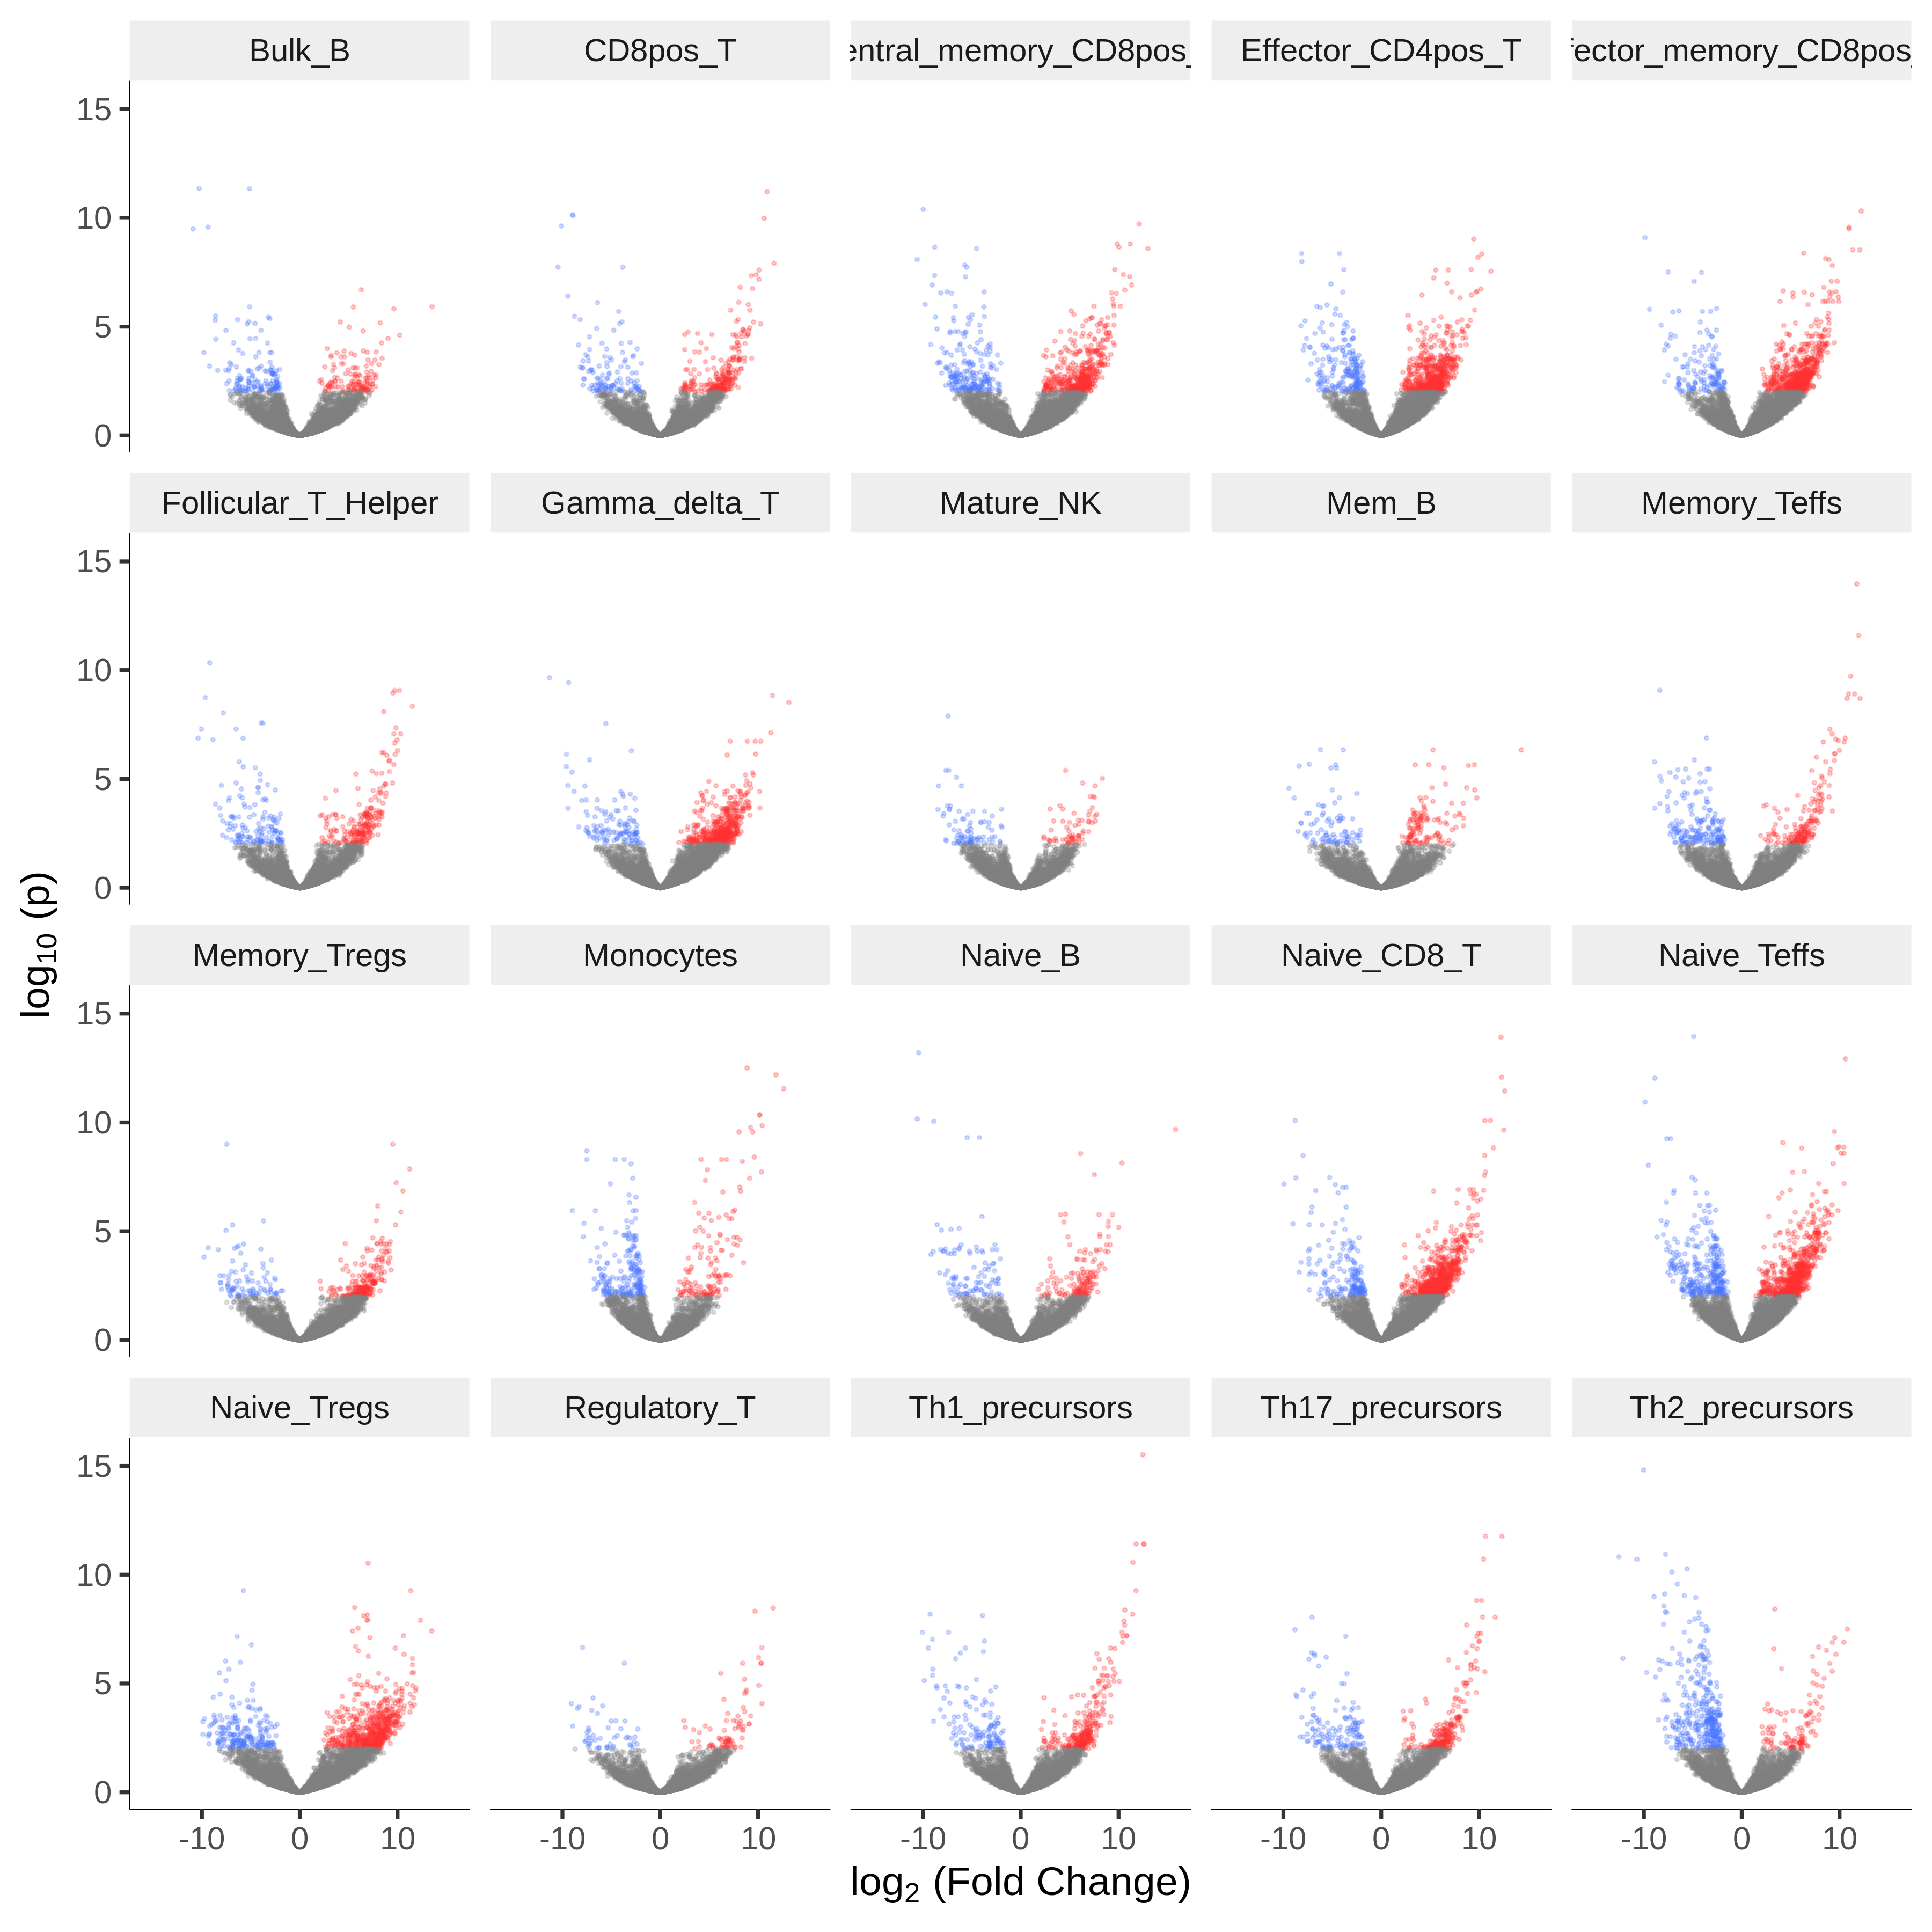 Bulk_B CD8pos_T entral_memory_CD8pos_ Effector_CD4pos_T fector_memory_CD8pos_
15
10
5
0
Follicular_T_Helper Gamma_delta_T Mature_NK Mem_B Memory_Teffs
15
10
5
0
log10 (p)
Memory_Tregs Monocytes Naive_B Naive_CD8_T Naive_Teffs
15
10
5
0
Naive_Tregs Regulatory_T Th1_precursors Th17_precursors Th2_precursors
15
10
5
0
-10 0 10 -10 0 10 -10 0 10 -10 0 10 -10 0 10
log2 (Fold Change)